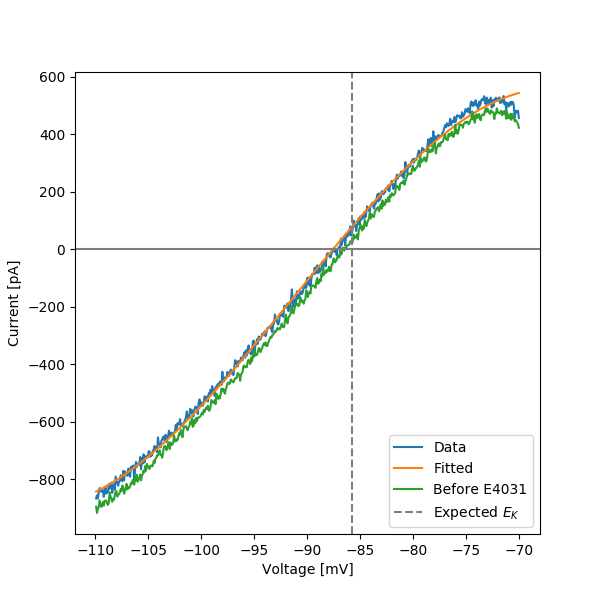 600
400
200
0
−200
−400
−600
−800
Current [pA]
Data
Fitted
Before E4031
Expected E_K
−110 −105 −100 −95 −90 −85 −80 −75 −70
Voltage [mV]